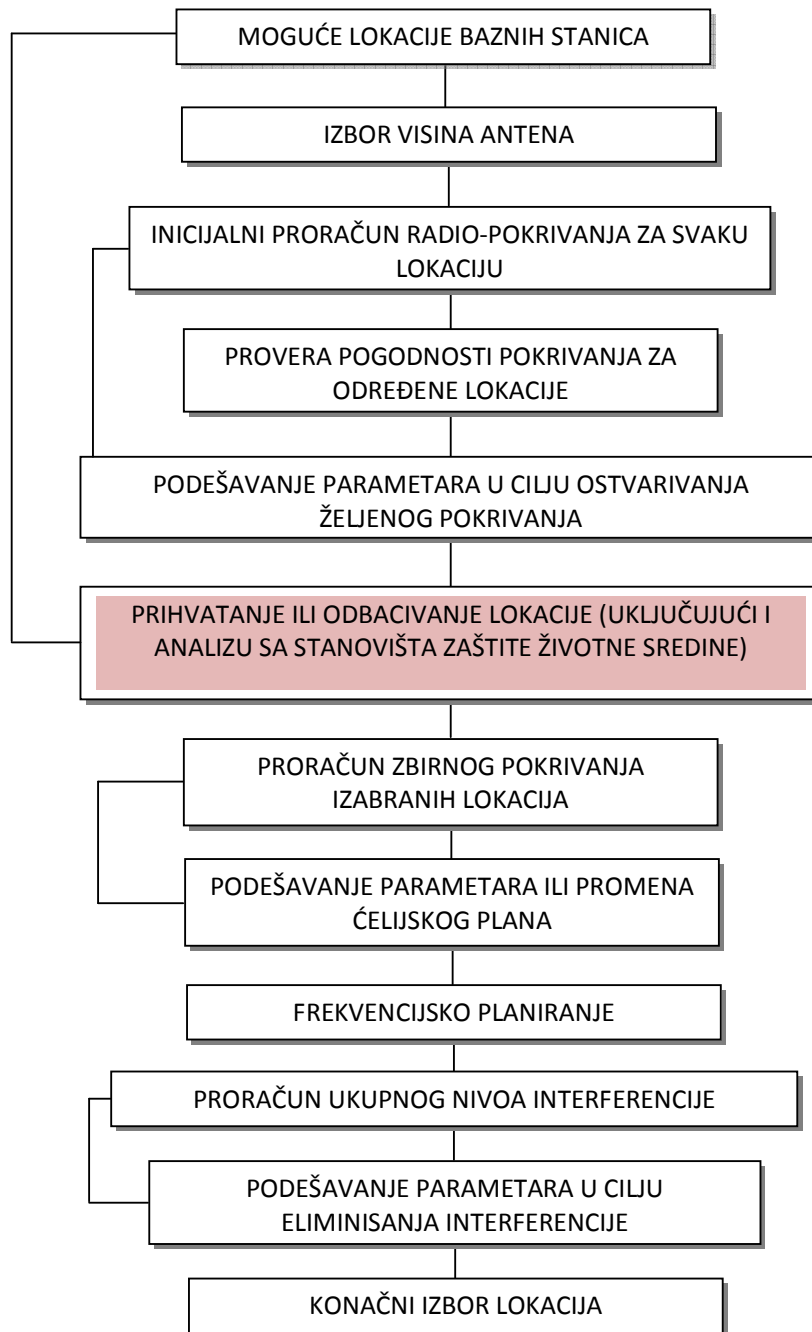 MOGUĆE LOKACIJE BAZNIH STANICA
IZBOR VISINA ANTENA
INICIJALNI PRORAČUN RADIO-POKRIVANJA ZA SVAKU
LOKACIJU
PROVERA POGODNOSTI POKRIVANJA ZA
ODREĐENE LOKACIJE
PODEŠAVANJE PARAMETARA U CILJU OSTVARIVANJA
ŽELJENOG POKRIVANJA
PRIHVATANJE ILI ODBACIVANJE LOKACIJE (UKLJUČUJUĆI I
ANALIZU SA STANOVIŠTA ZAŠTITE ŽIVOTNE SREDINE)
PRORAČUN ZBIRNOG POKRIVANJA
IZABRANIH LOKACIJA
PODEŠAVANJE PARAMETARA ILI PROMENA
ĆELIJSKOG PLANA
FREKVENCIJSKO PLANIRANJE
PRORAČUN UKUPNOG NIVOA INTERFERENCIJE
PODEŠAVANJE PARAMETARA U CILJU
ELIMINISANJA INTERFERENCIJE
KONAČNI IZBOR LOKACIJA